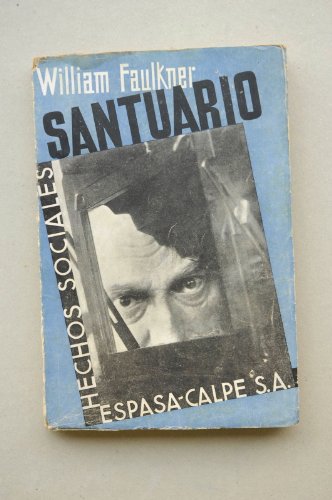 William Faulkner
SANTUARIO
HECHOS SOCIALES
ESPASA-CALPE S.A.